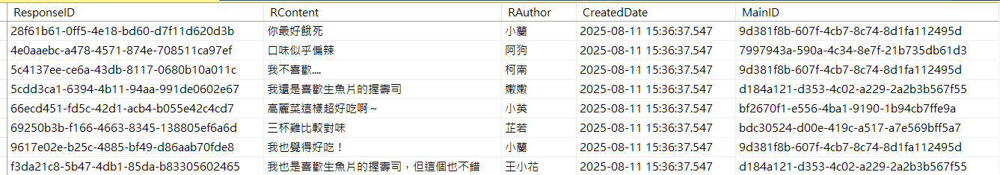 ResponseID RContent RAuthor CreatedDate MainID
28f61b61-0ff5-4e18-bd60-d7f11d620d3b 你最好餓死 小蘭 2025-08-11 15:36:37.547 9d381f8b-607f-4cb7-8c74-8d1fa112495d
4e0aaebc-a478-4571-874e-708511ca97ef 口味似乎偏辣 阿狗 2025-08-11 15:36:37.547 7997943a-590a-4c34-8e7f-21b735db61d3
5c4137ee-ce6a-43db-8117-0680b10a011c 我不喜歡.... 柯南 2025-08-11 15:36:37.547 9d381f8b-607f-4cb7-8c74-8d1fa112495d
5cdd3ca1-6394-4b11-94aa-991de0602e67 我還是喜歡生魚片的握壽司 嫩嫩 2025-08-11 15:36:37.547 d184a121-d353-4c02-a229-2a2b3b567f55
66ecd451-fd5c-42d1-acb4-b055e42c4cd7 高麗菜這樣超好吃啊～ 小英 2025-08-11 15:36:37.547 bf2670f1-e556-4ba1-9190-1b94cb7ffe9a
69250b3b-f166-4663-8345-138805ef6a6d 三杯雞比較對味 芷若 2025-08-11 15:36:37.547 bdc30524-d00e-419c-a517-a7e569bff5a7
9617e02e-b25c-4885-bf49-d86aab70fde8 我也覺得好吃！ 小蘭 2025-08-11 15:36:37.547 9d381f8b-607f-4cb7-8c74-8d1fa112495d
f3da21c8-5b47-4db1-85da-b83305602465 我也是喜歡生魚片的握壽司，但這個也不錯 王小花 2025-08-11 15:36:37.547 d184a121-d353-4c02-a229-2a2b3b567f55